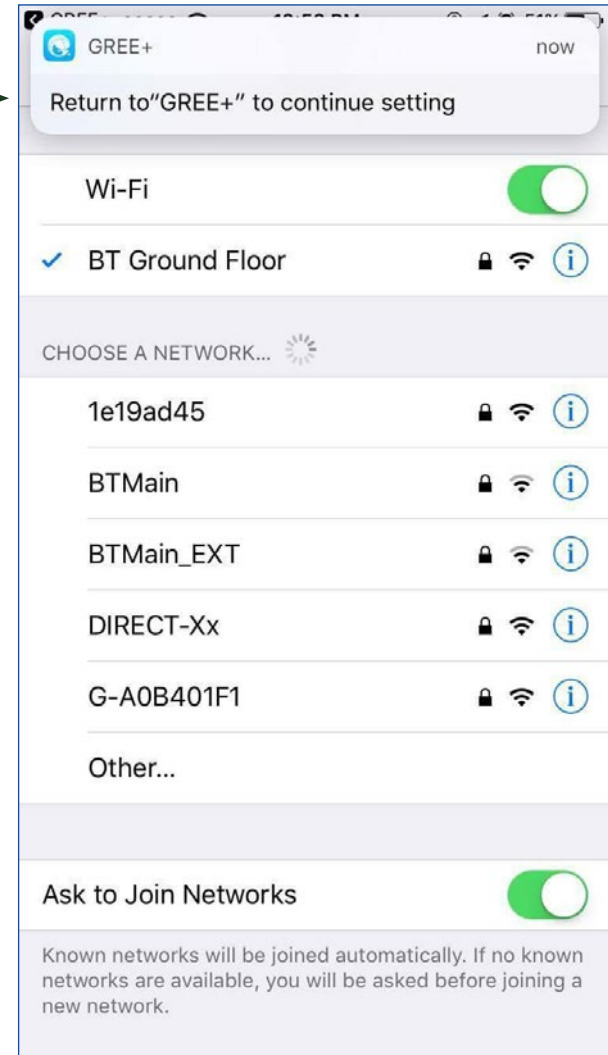 GREE+
now
Return to"GREE+" to continue setting
Wi-Fi
BT Ground Floor
CHOOSE A NETWORK...
1e19ad45
BTMain
BTMain_EXT
DIRECT-Xx
G-A0B401F1
Other...
Ask to Join Networks
Known networks will be joined automatically. If no known
networks are available, you will be asked before joining a
new network.